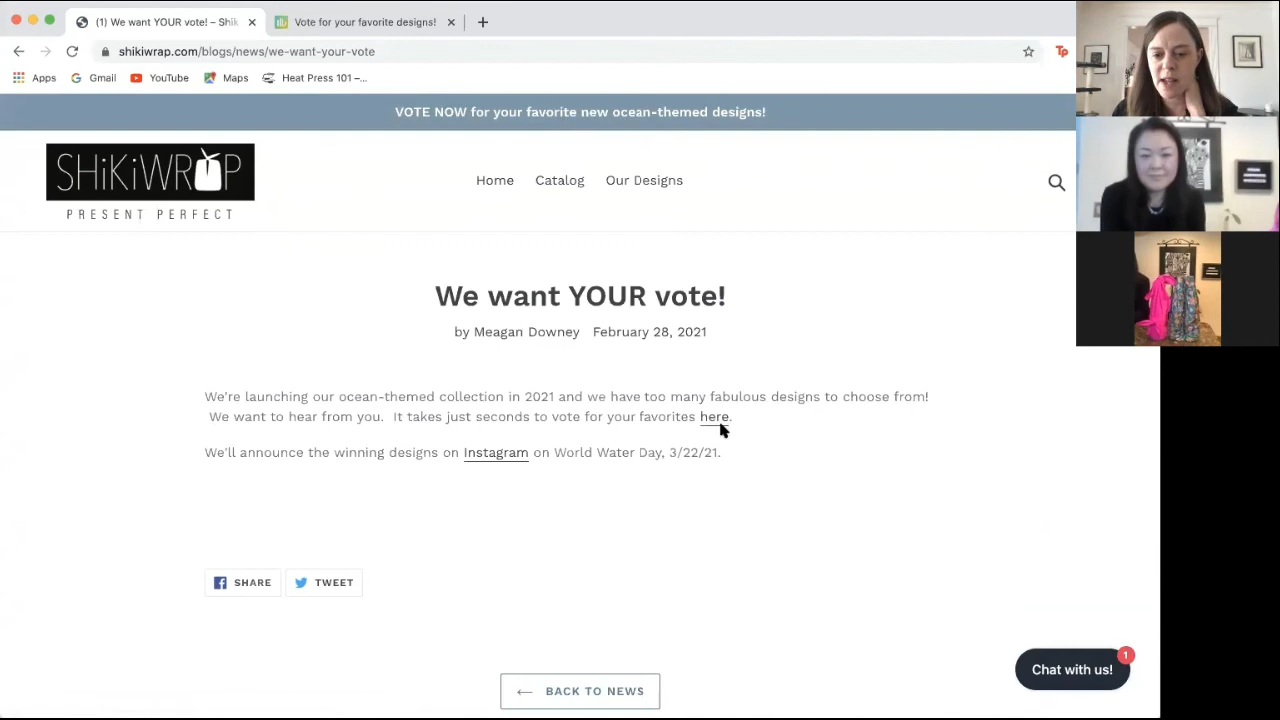 (1) We want YOUR vote! – Shik
Vote for your favorite designs!
shikiwrap.com/blogs/news/we-want-your-vote
Tp
Apps
Gmail
YouTube
Maps
Heat Press 101 –...
VOTE NOW for your favorite new ocean-themed designs!
SHiKiWRAP
PRESENT PERFECT
Home
Catalog
Our Designs
We want YOUR vote!
by Meagan Downey February 28, 2021
We're launching our ocean-themed collection in 2021 and we have too many fabulous designs to choose from!
We want to hear from you. It takes just seconds to vote for your favorites here.
We'll announce the winning designs on Instagram on World Water Day, 3/22/21.
SHARE
TWEET
1
Chat with us!
BACK TO NEWS